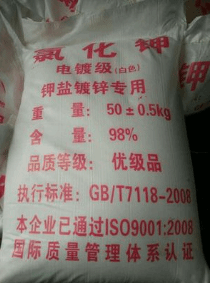 氯化钾
电镀级(白色)
钾盐镀锌专用
重量：50±0.5kg
含量：98%
品质等级：优级品
执行标准：GB/T7118-2008
本企业已通过ISO9001:2008
国际质量管理体系认证